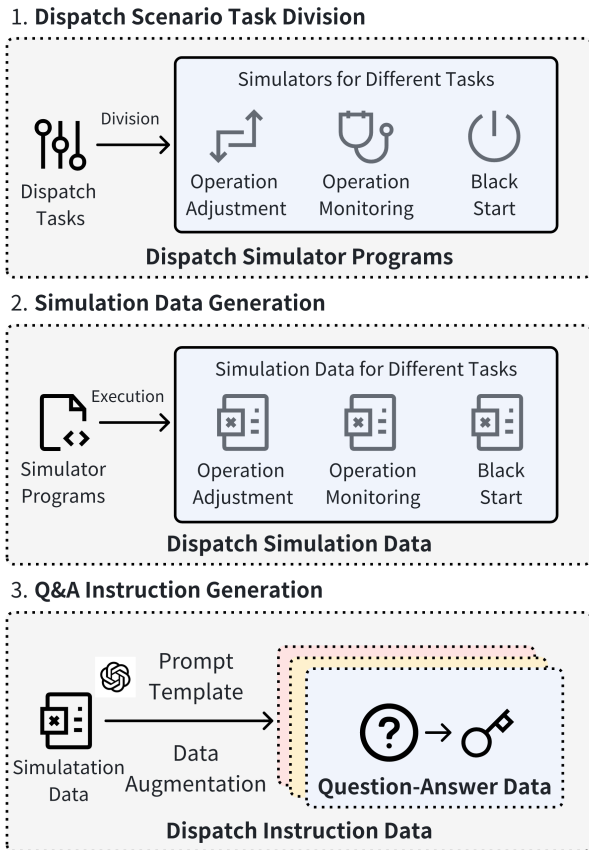 1. Dispatch Scenario Task Division
Simulators for Different Tasks
Division
Dispatch
Tasks
Operation
Adjustment
Operation
Monitoring
Black
Start
Dispatch Simulator Programs
2. Simulation Data Generation
Simulation Data for Different Tasks
Execution
Simulator
Programs
Operation
Adjustment
Operation
Monitoring
Black
Start
Dispatch Simulation Data
3. Q&A Instruction Generation
Prompt
Template
Simulatation
Data
Data
Augmentation
Question-Answer Data
Dispatch Instruction Data